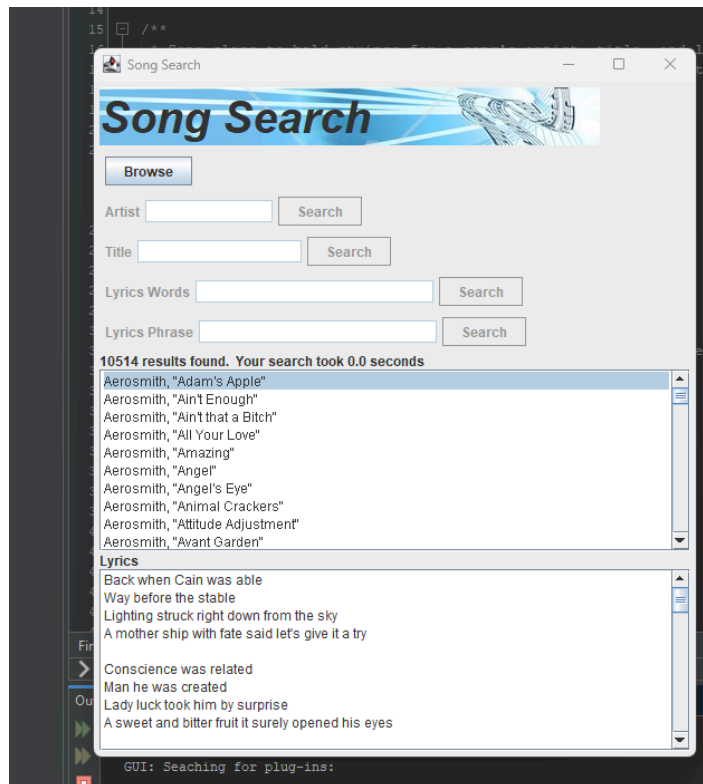 14
15 /**
Song Search
Song Search
Browse
Artist Search
Title Search
Lyrics Words Search
Lyrics Phrase Search
10514 results found.  Your search took 0.0 seconds
Aerosmith, "Adam's Apple"
Aerosmith, "Ain't Enough"
Aerosmith, "Ain't that a Bitch"
Aerosmith, "All Your Love"
Aerosmith, "Amazing"
Aerosmith, "Angel"
Aerosmith, "Angel's Eye"
Aerosmith, "Animal Crackers"
Aerosmith, "Attitude Adjustment"
Aerosmith, "Avant Garden"
Lyrics
Back when Cain was able
Way before the stable
Lighting struck right down from the sky
A mother ship with fate said let's give it a try
Conscience was related
Man he was created
Lady luck took him by surprise
A sweet and bitter fruit it surely opened his eyes
GUI: Seaching for plug-ins: